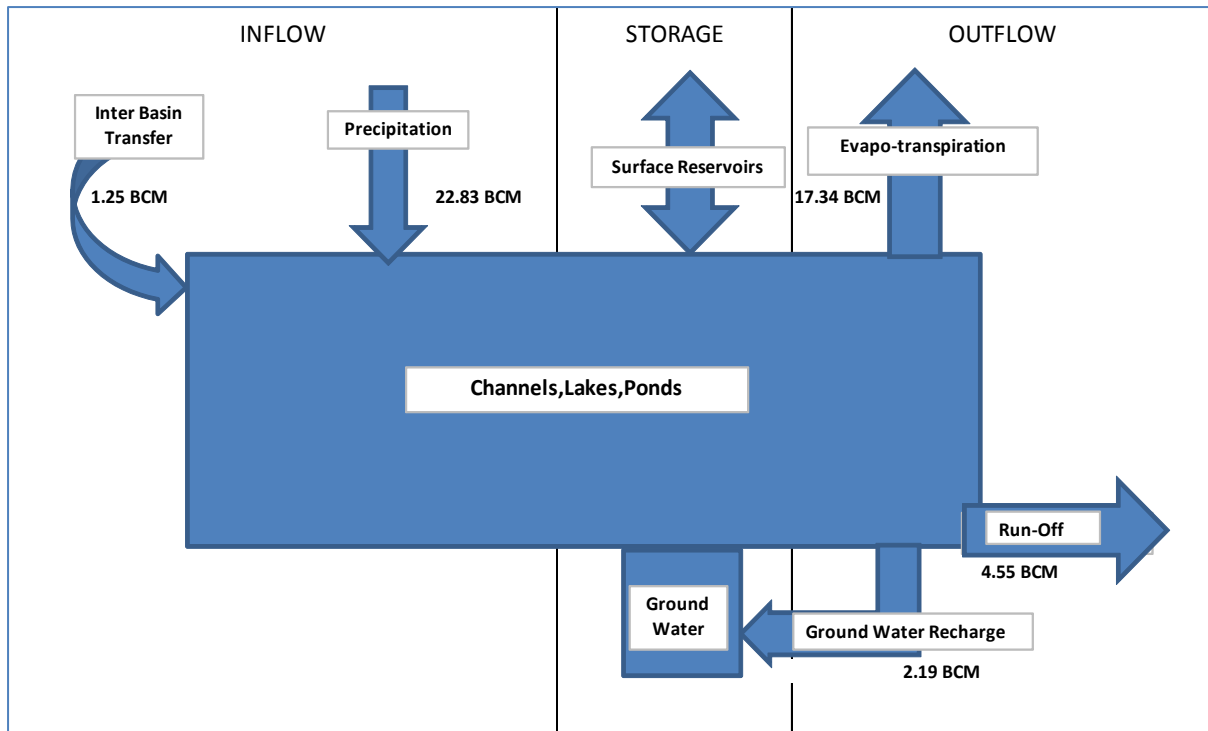 INFLOW
STORAGE
OUTFLOW
Inter Basin
Transfer
Precipitation
Surface Reservoirs
Evapo-transpiration
1.25 BCM
22.83 BCM
17.34 BCM
Channels,Lakes,Ponds
Run-Off
4.55 BCM
Ground
Water
Ground Water Recharge
2.19 BCM